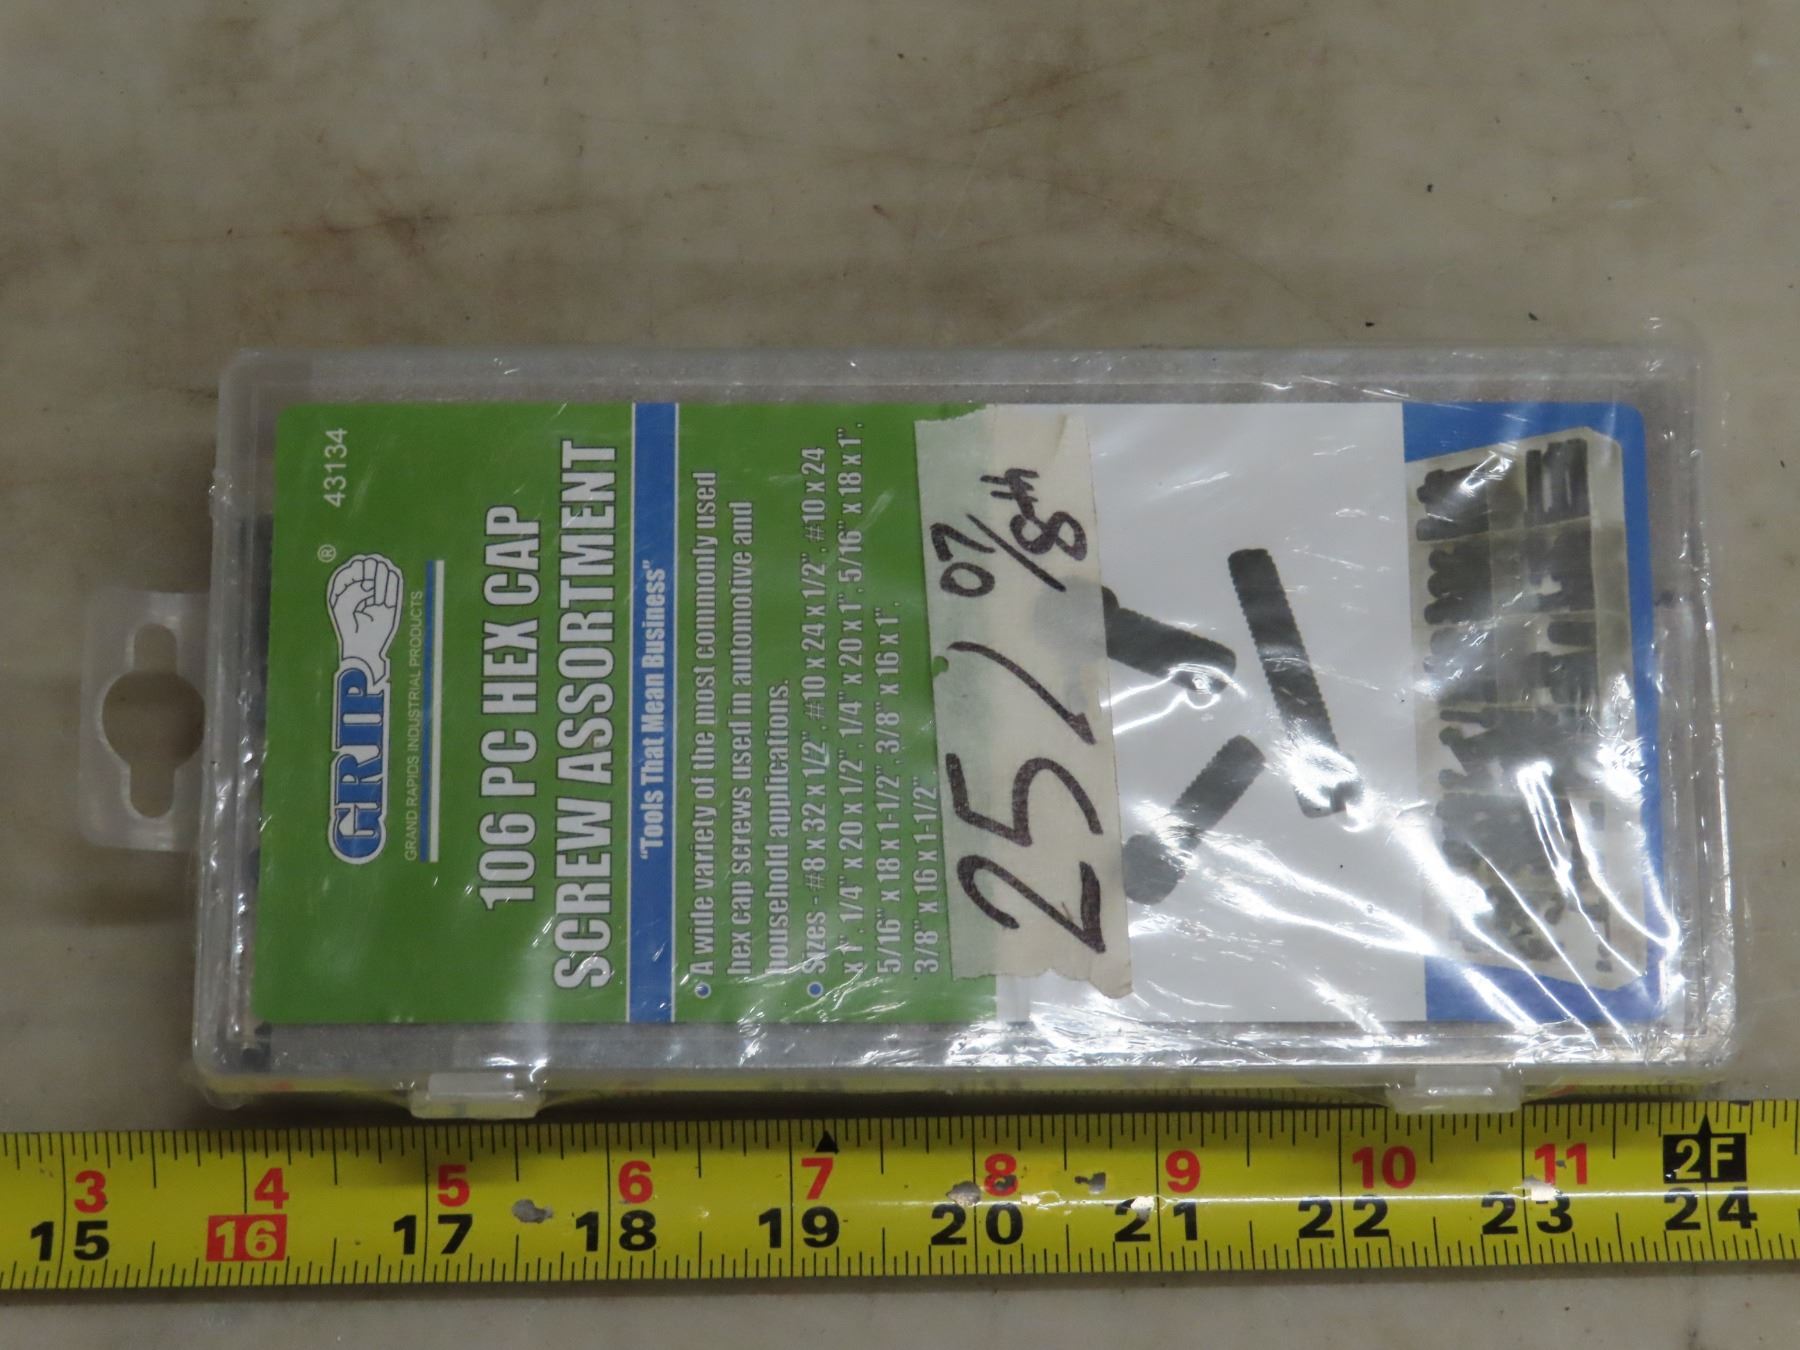 43134
GRIP®
GRAND RAPIDS INDUSTRIAL PRODUCTS
106 PC HEX CAP
SCREW ASSORTMENT
"Tools That Mean Business"
• A wide variety of the most commonly used
hex cap screws used in automotive and
household applications.
• Sizes - #8 x 32 x 1/2", #10 x 24 x 1/2", #10 x 24
x 1", 1/4" x 20 x 1/2", 1/4" x 20 x 1", 5/16" x 18 x 1",
5/16" x 18 x 1-1/2", 3/8" x 16 x 1",
3/8" x 16 x 1-1/2"
251
3 4 5 6 7 8 9 10 11 2F
15 16 17 18 19 20 21 22 23 24